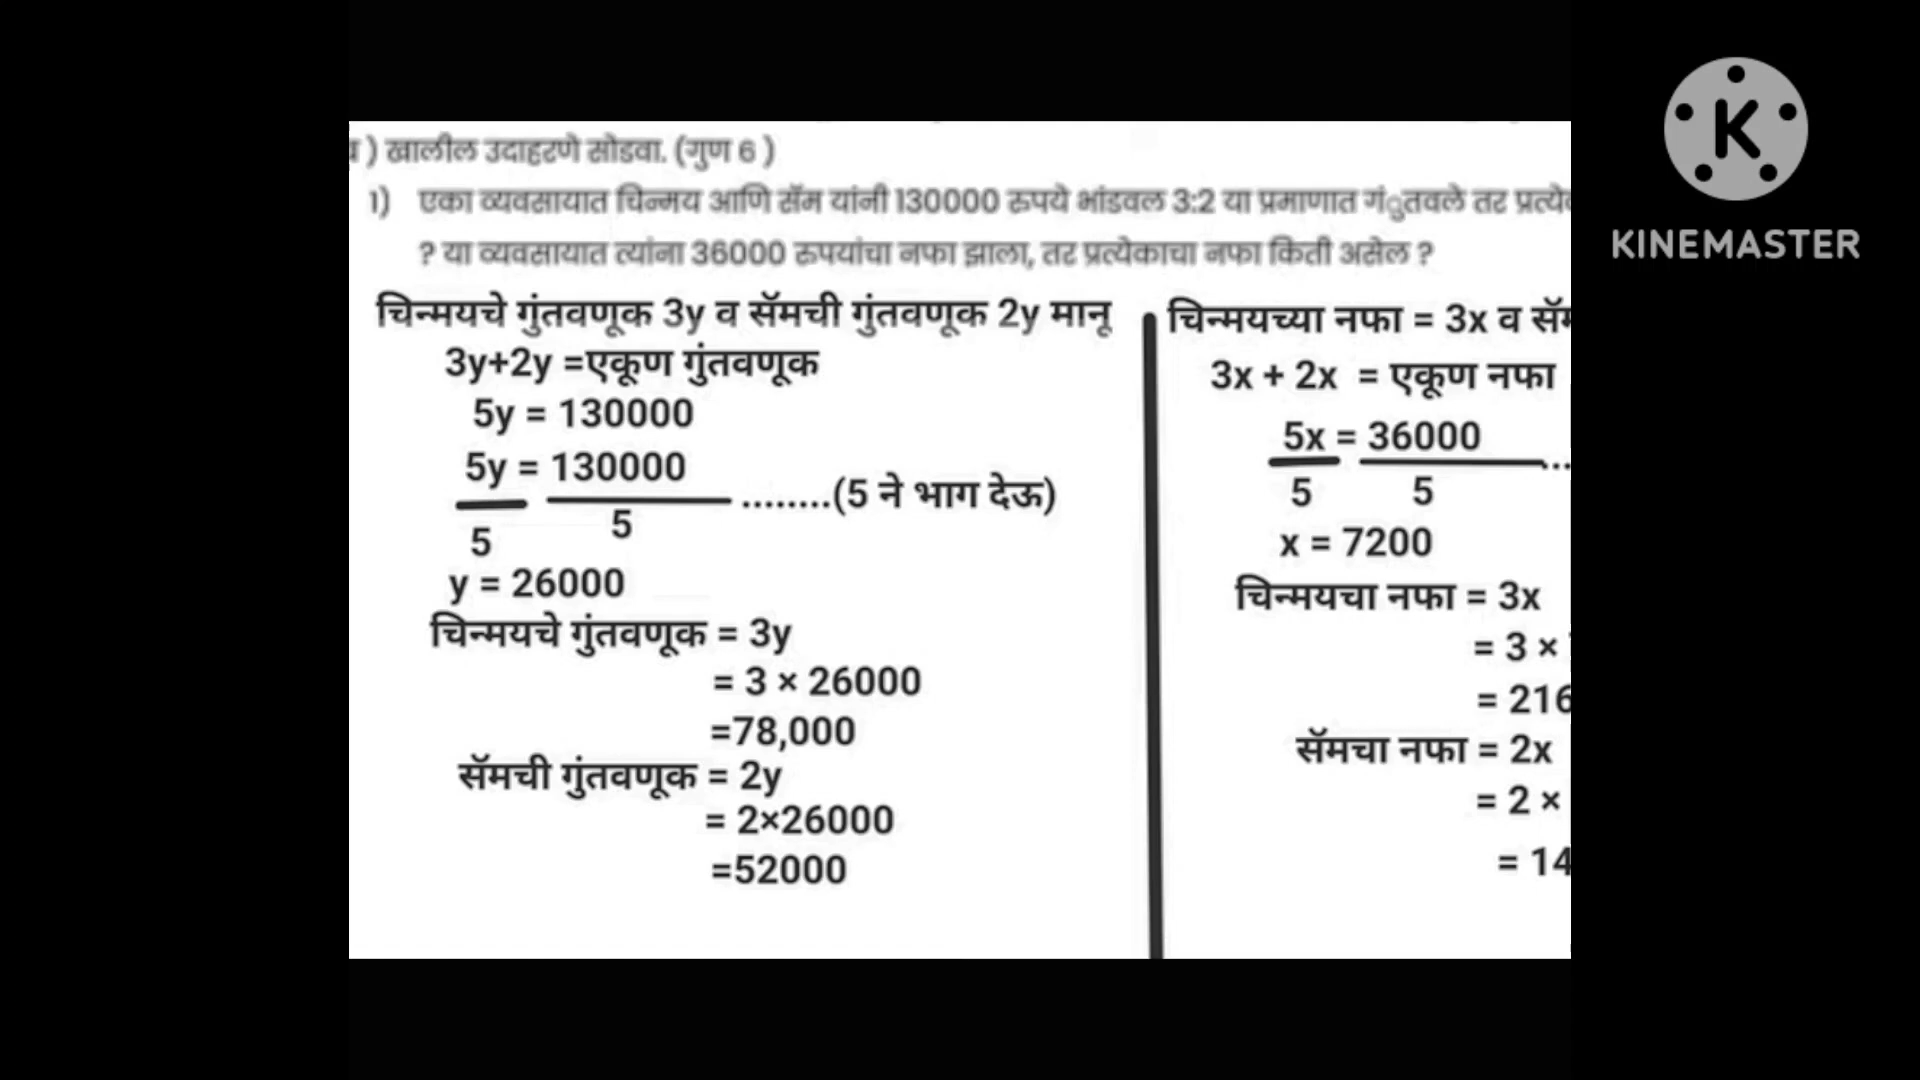 ) खालील उदाहरणे सोडवा. (गुण 6 )
१) एका व्यवसायात चिन्मय आणि सॅम यांनी 130000 रुपये भांडवल 3:2 या प्रमाणात गंुतवले तर
? या व्यवसायात त्यांना 36000 रुपयांचा नफा झाला, तर प्रत्येकाचा नफा किती असेल ?
चिन्मयचे गुंतवणूक 3y व सॅमची गुंतवणूक 2y मानू
3y+2y =एकूण गुंतवणूक
5y = 130000
5y = 130000
........(5 ने भाग देऊ)
5 5
y = 26000
चिन्मयचे गुंतवणूक = 3y
= 3 × 26000
=78,000
सॅमची गुंतवणूक = 2y
= 2×26000
=52000
चिन्मयच्या नफा = 3x व
3x + 2x = एकूण नफा
5x = 36000
...
5 5
x = 7200
चिन्मयचा नफा = 3x
= 3 ×
= 216
सॅमचा नफा = 2x
= 2 ×
= 14
K
KINEMASTER